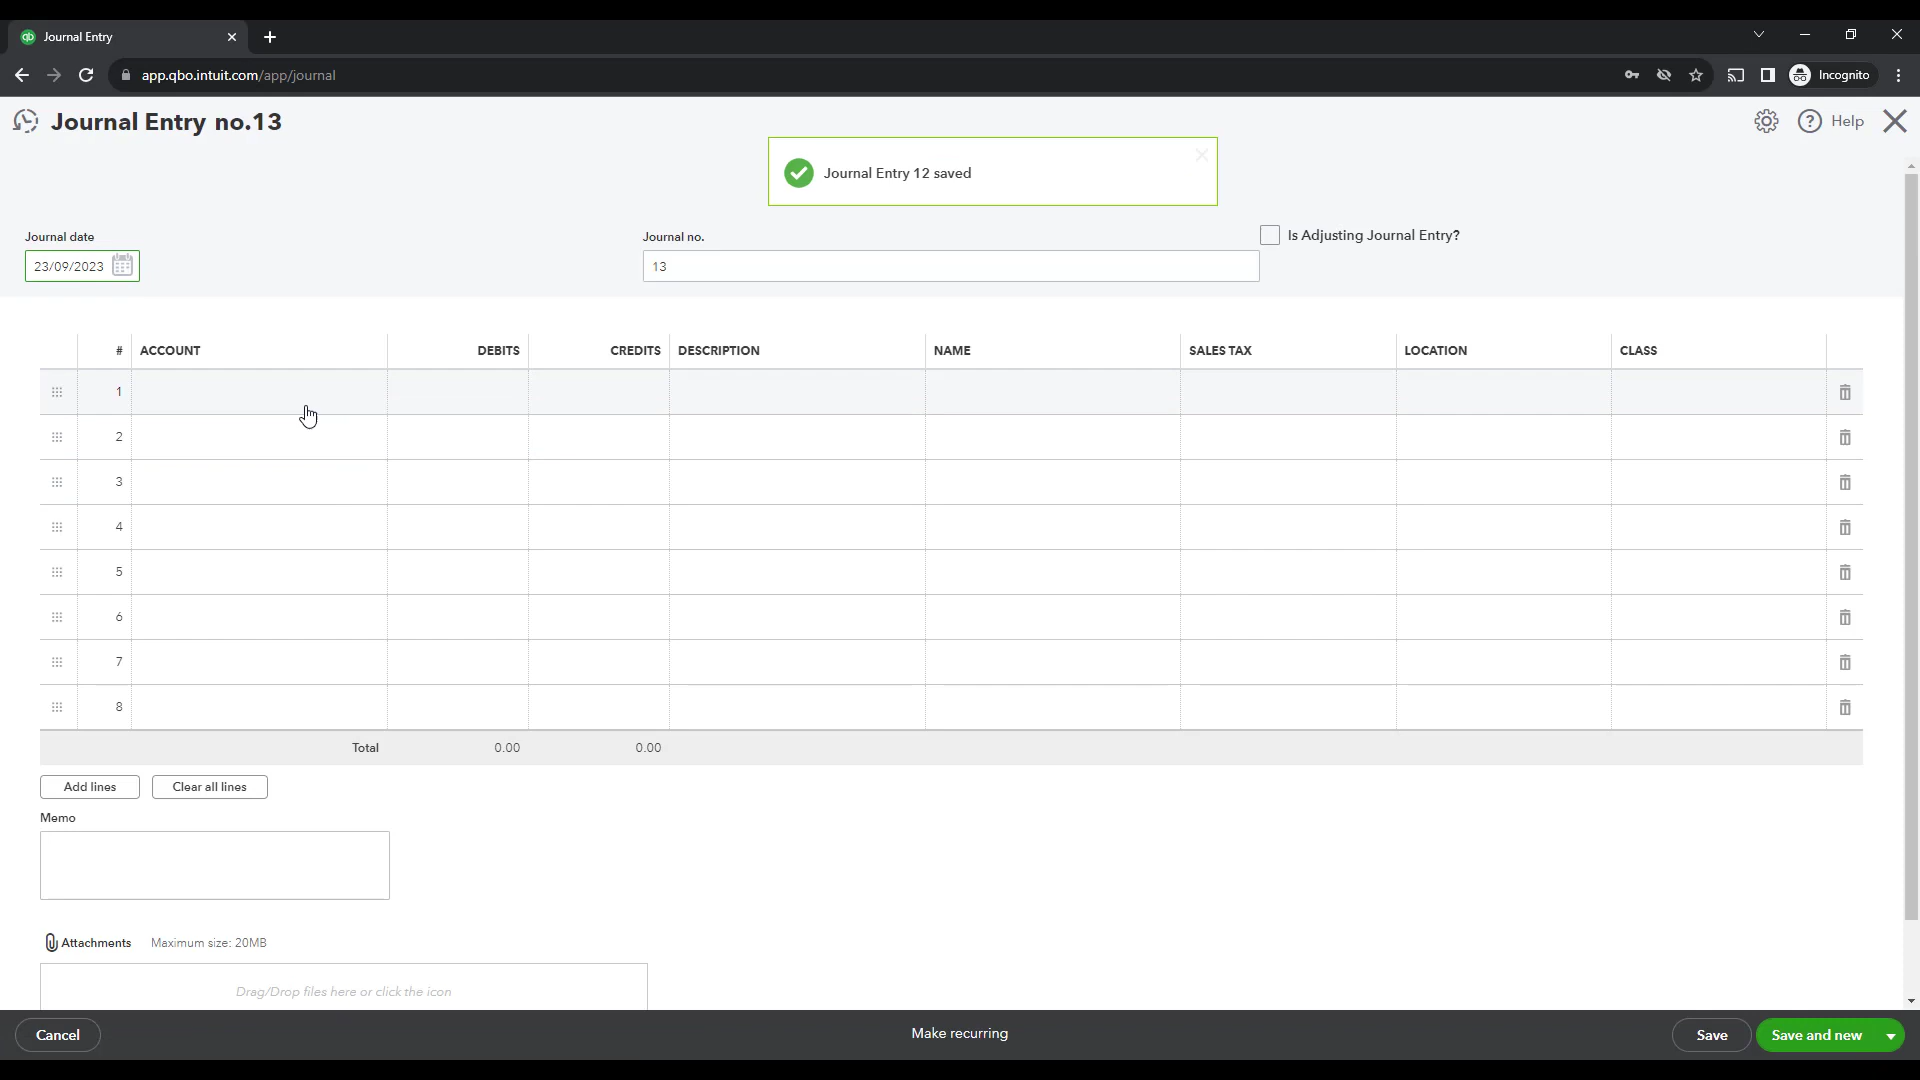 Journal Entry
app.qbo.intuit.com/app/journal
Incognito
Journal Entry no.13
Help
Journal Entry 12 saved
Journal date
Journal no.
Is Adjusting Journal Entry?
23/09/2023
13
# ACCOUNT DEBITS CREDITS DESCRIPTION NAME SALES TAX LOCATION CLASS
1
2
3
4
5
6
7
8
Total 0.00 0.00
Add lines Clear all lines
Memo
Attachments Maximum size: 20MB
Drag/Drop files here or click the icon
Cancel Make recurring Save Save and new